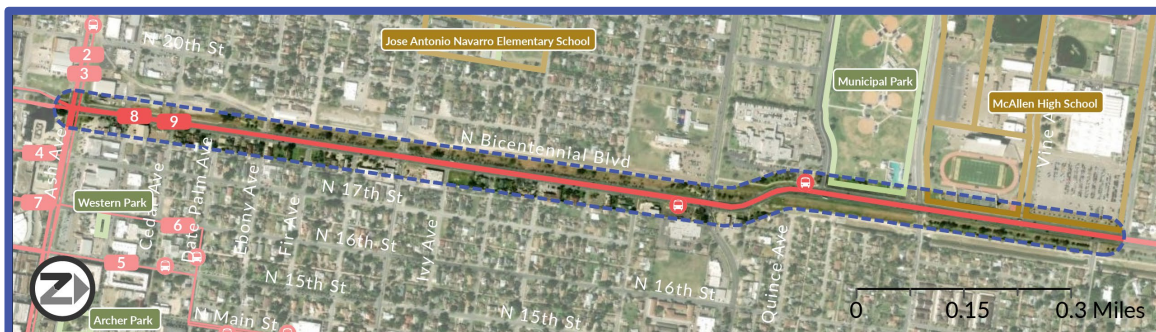 N 20th St
Jose Antonio Navarro Elementary School
2
3
Municipal Park
McAllen High School
8
9
N Bicentennial Blvd
4
Ash Ave
7
Western Park
Cedar Ave
Date Palm Ave
Ebony Ave
Fir Ave
N 17th St
Ivy Ave
6
N 16th St
5
N 15th St
N 16th St
Quince Ave
N 15th St
N Main St
Archer Park
Z
0
0.15
0.3 Miles